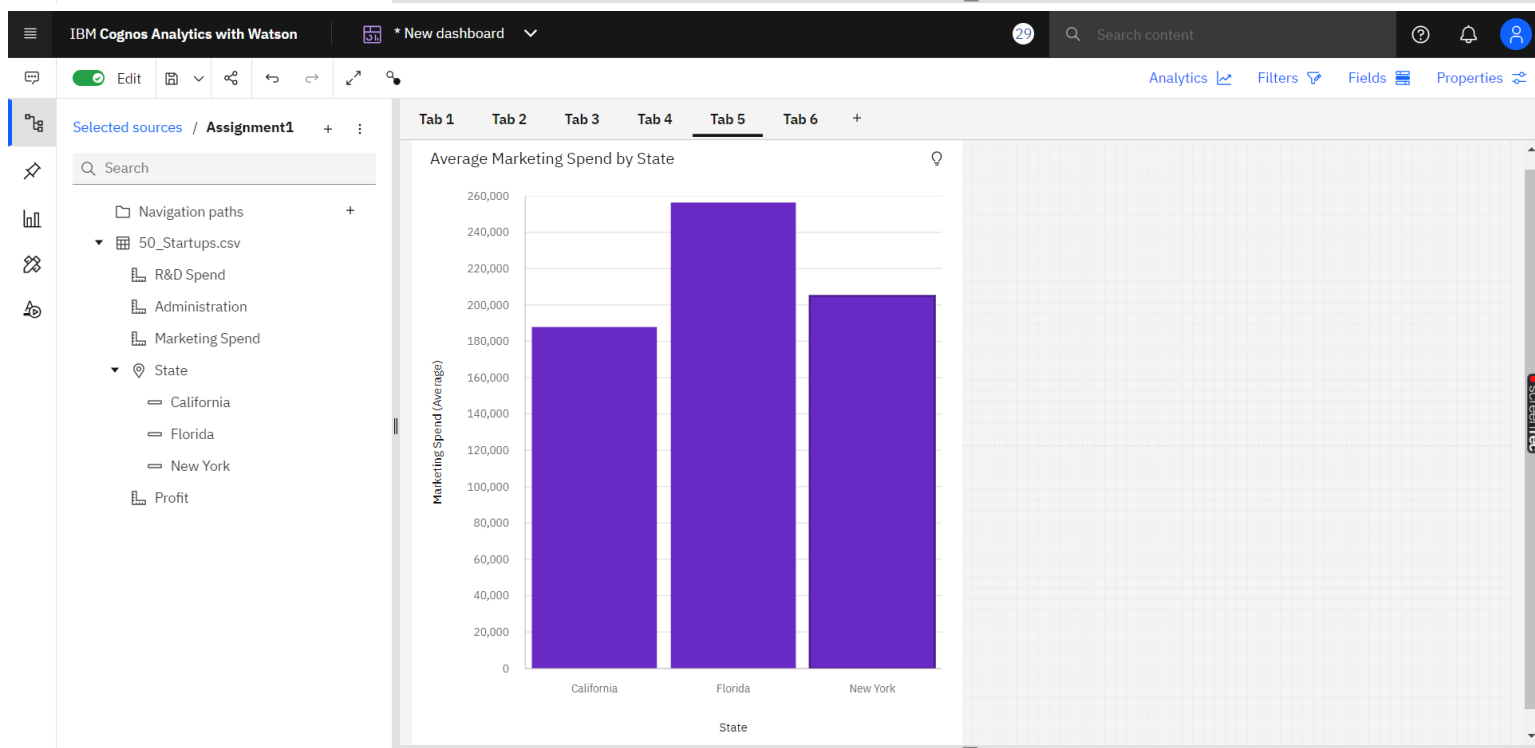 IBM Cognos Analytics with Watson
* New dashboard
29
Search content
Edit
Analytics
Filters
Fields
Properties
Selected sources / Assignment1
Search
Navigation paths
50_Startups.csv
R&D Spend
Administration
Marketing Spend
State
California
Florida
New York
Profit
Tab 1 Tab 2 Tab 3 Tab 4 Tab 5 Tab 6 +
Average Marketing Spend by State
Marketing Spend (Average)
260,000
240,000
220,000
200,000
180,000
160,000
140,000
120,000
100,000
80,000
60,000
40,000
20,000
0
California Florida New York
State